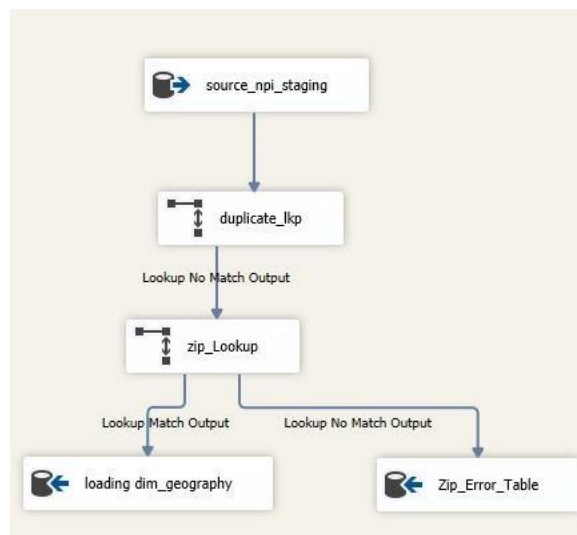 source_npi_staging
duplicate_lkp
Lookup No Match Output
zip_Lookup
Lookup Match Output
Lookup No Match Output
loading dim_geography
Zip_Error_Table